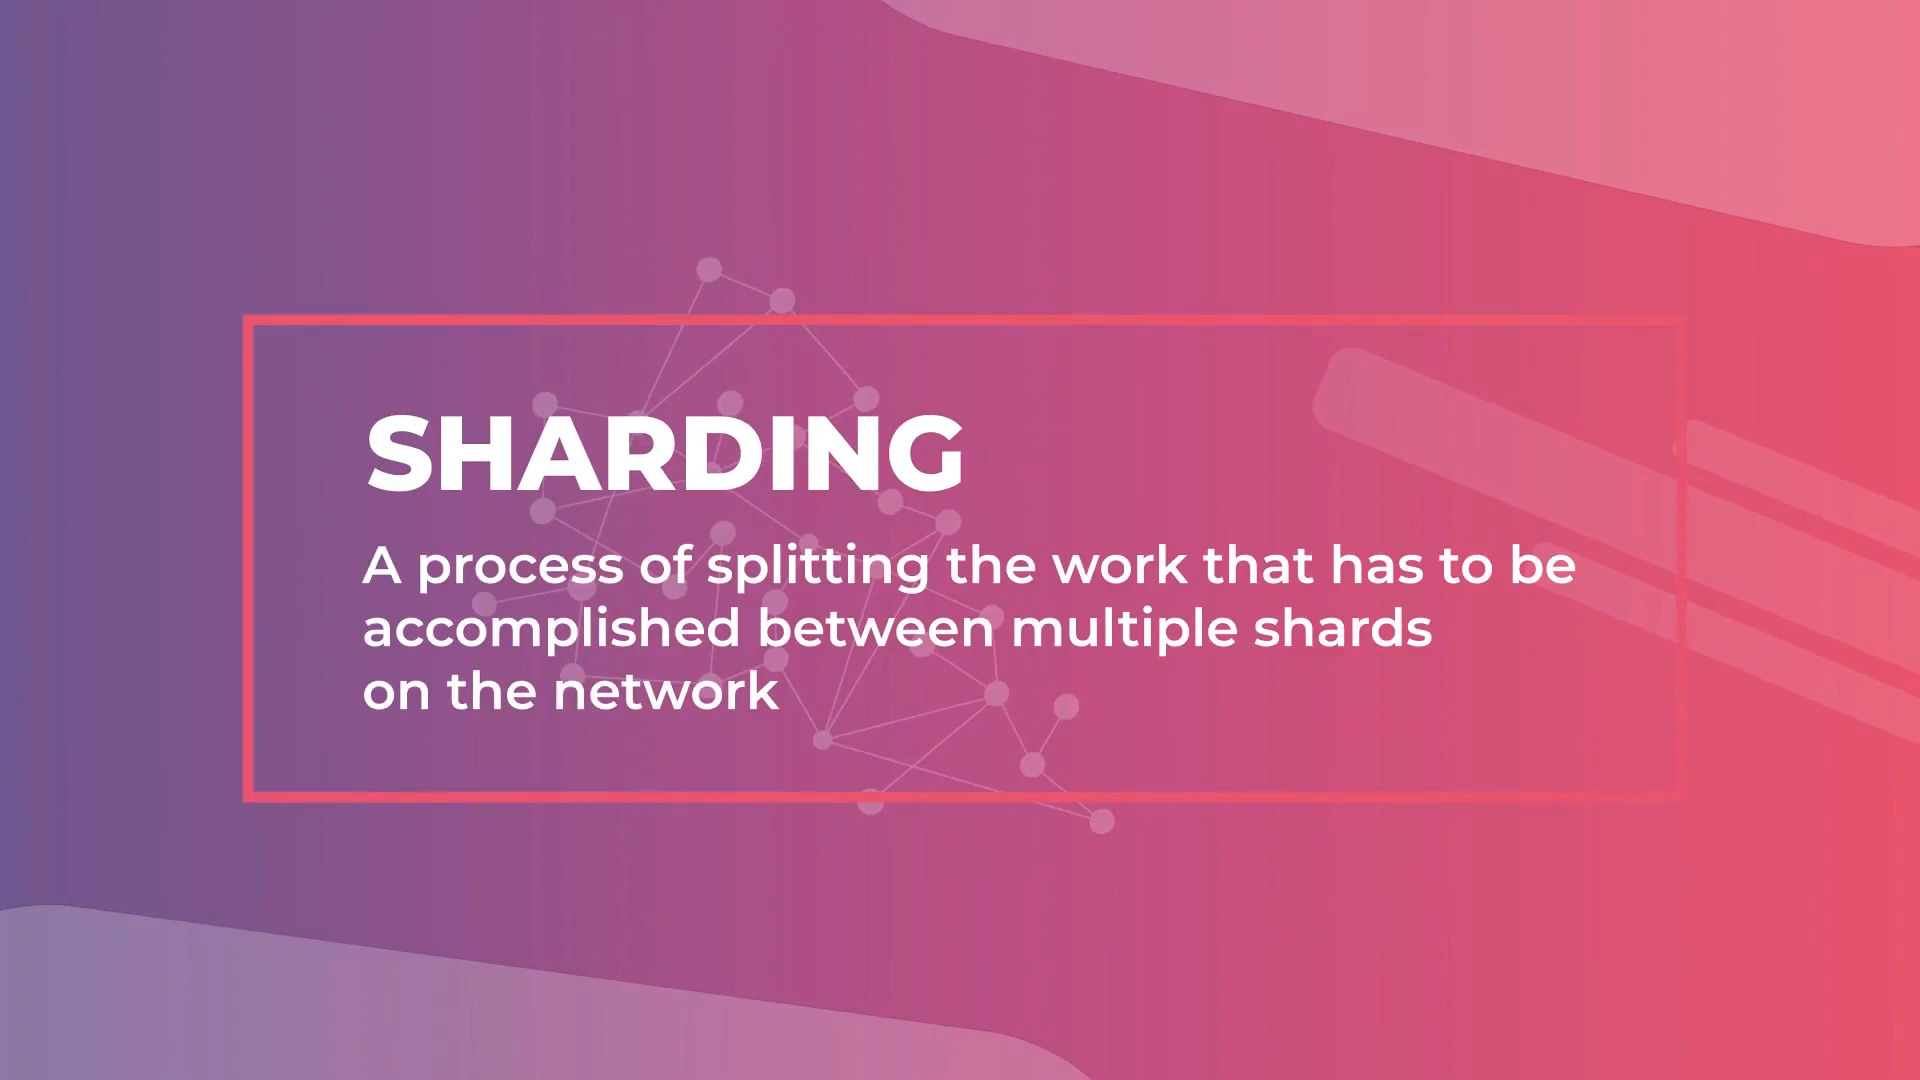 SHARDING
A process of splitting the work that has to be
accomplished between multiple shards
on the network